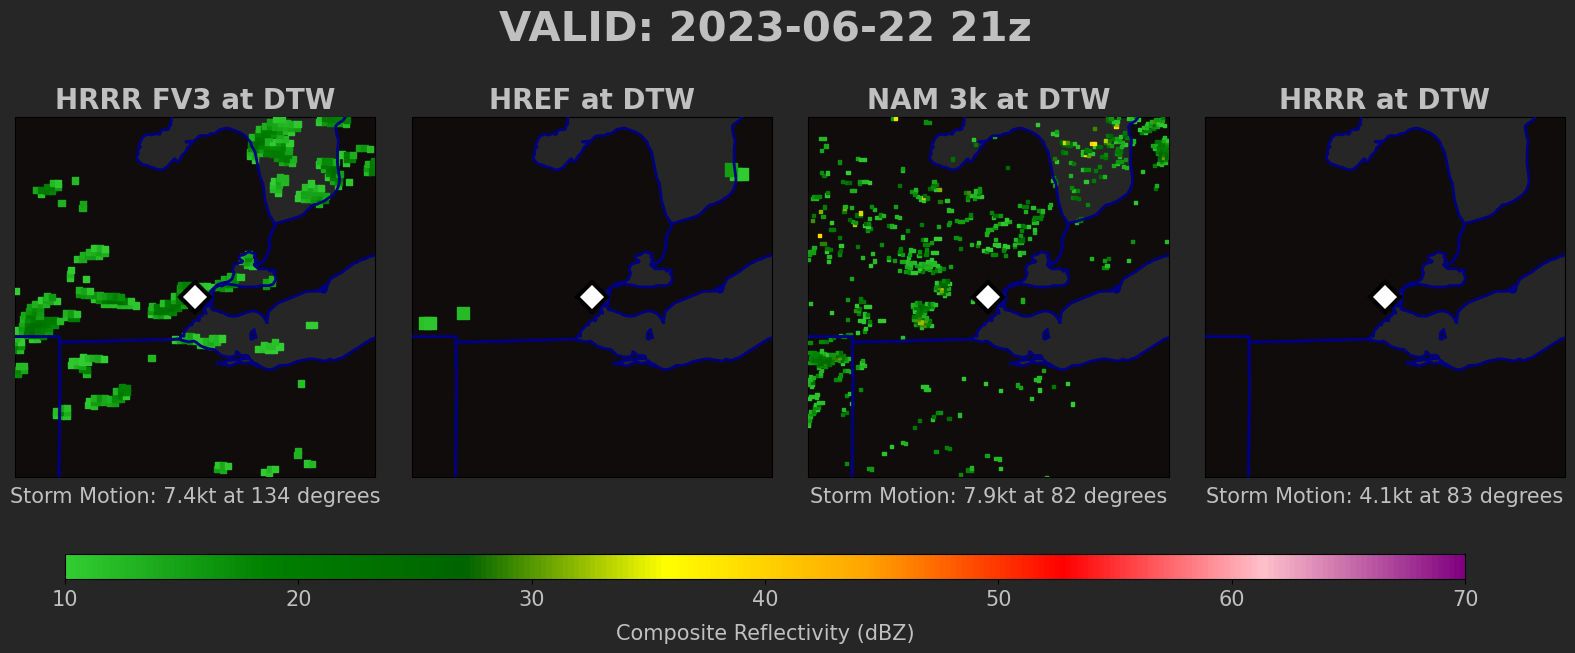 VALID: 2023-06-22 21z
HRRR FV3 at DTW
HREF at DTW
NAM 3k at DTW
HRRR at DTW
Storm Motion: 7.4kt at 134 degrees
Storm Motion: 7.9kt at 82 degrees
Storm Motion: 4.1kt at 83 degrees
10 20 30 40 50 60 70
Composite Reflectivity (dBZ)